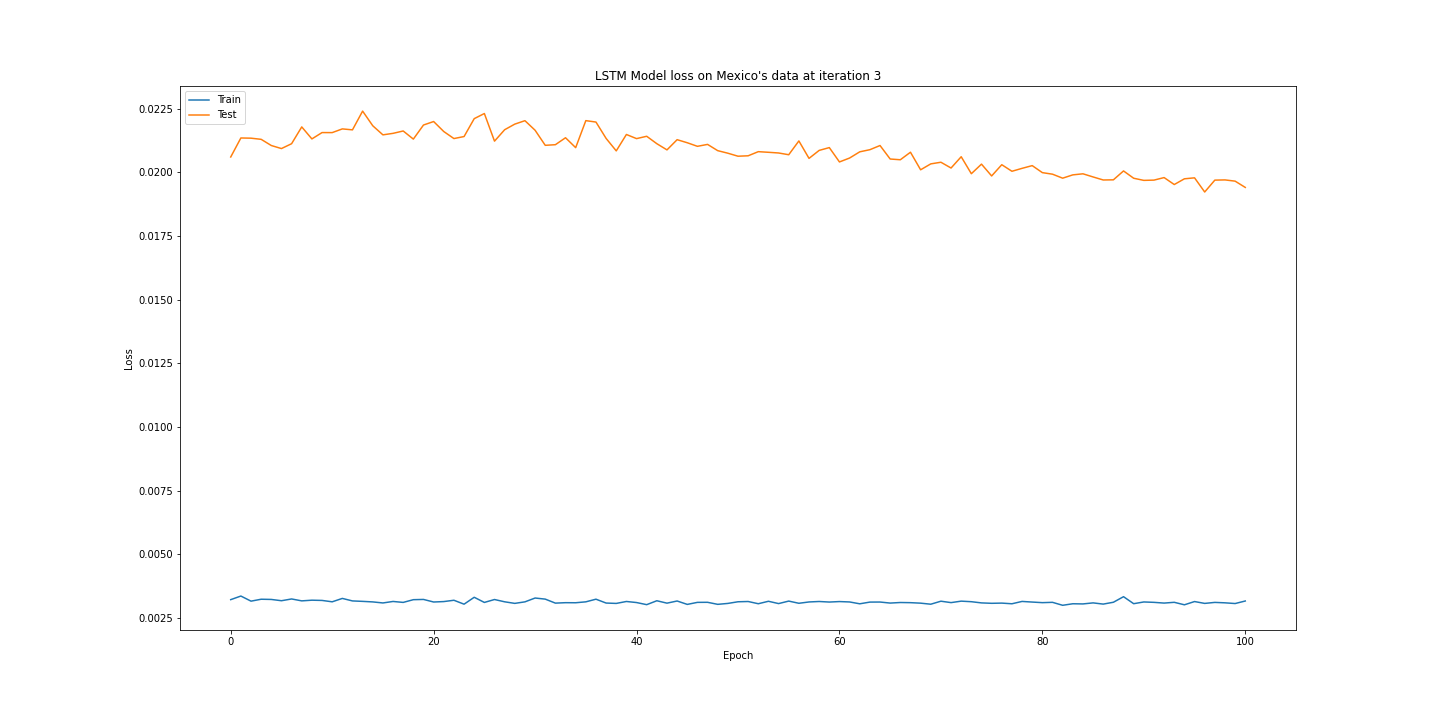 LSTM Model loss on Mexico's data at iteration 3
Train
Test
0.0225
0.0200
0.0175
0.0150
0.0125
0.0100
0.0075
0.0050
0.0025
Loss
0 20 40 60 80 100
Epoch